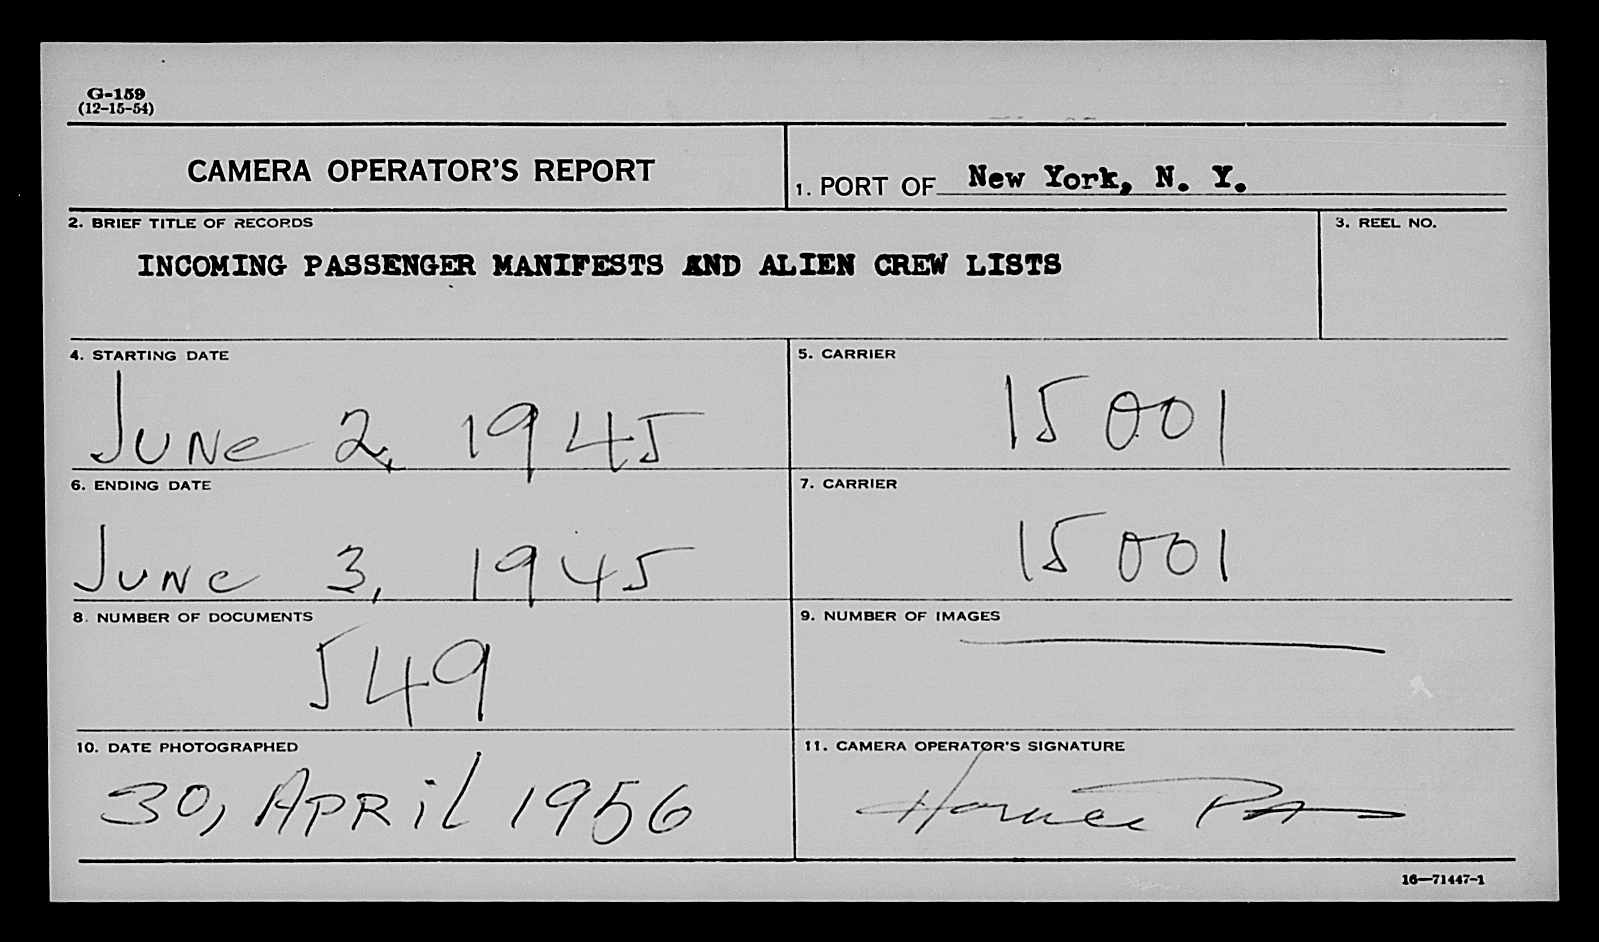 G-159
(12-15-54)
CAMERA OPERATOR'S REPORT
1. PORT OF New York, N. Y.
2. BRIEF TITLE OF RECORDS
INCOMING PASSENGER MANIFESTS AND ALIEN CREW LISTS
3. REEL NO.
4. STARTING DATE
June 2, 1945
5. CARRIER
15001
6. ENDING DATE
June 3, 1945
7. CARRIER
15001
8. NUMBER OF DOCUMENTS
549
9. NUMBER OF IMAGES
10. DATE PHOTOGRAPHED
30, April 1956
11. CAMERA OPERATOR'S SIGNATURE
Horace
16—71447-1